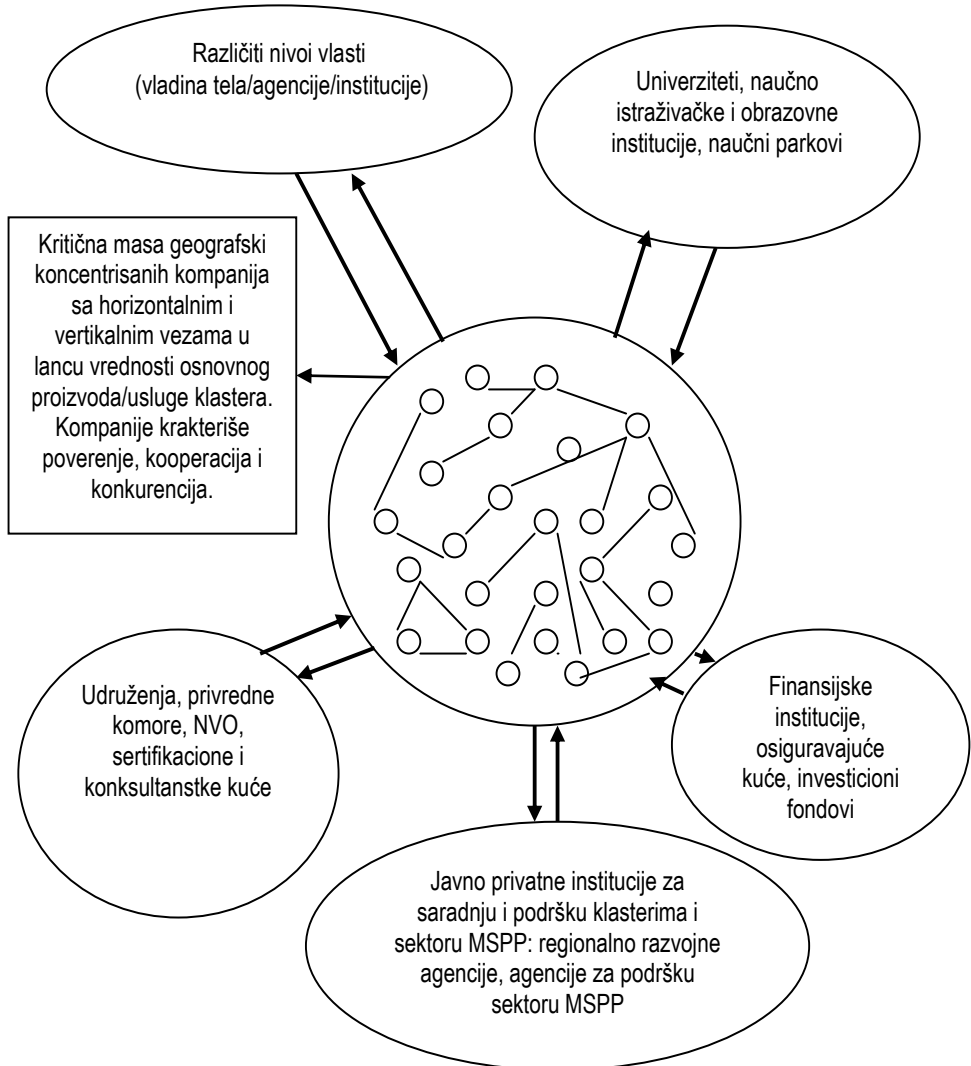 Različiti nivoi vlasti
(vladina tela/agencije/institucije)
Univerziteti, naučno
istraživačke i obrazovne
institucije, naučni parkovi
Kritična masa geografski
koncentrisanih kompanija
sa horizontalnim i
vertikalnim vezama u
lancu vrednosti osnovnog
proizvoda/usluge klastera.
Kompanije krakteriše
poverenje, kooperacija i
konkurencija.
Udruženja, privredne
komore, NVO,
sertifikacione i
konksultanstke kuće
Finansijske
institucije,
osiguravajuće
kuće, investicioni
fondovi
Javno privatne institucije za
saradnju i podršku klasterima i
sektoru MSPP: regionalno razvojne
agencije, agencije za podršku
sektoru MSPP